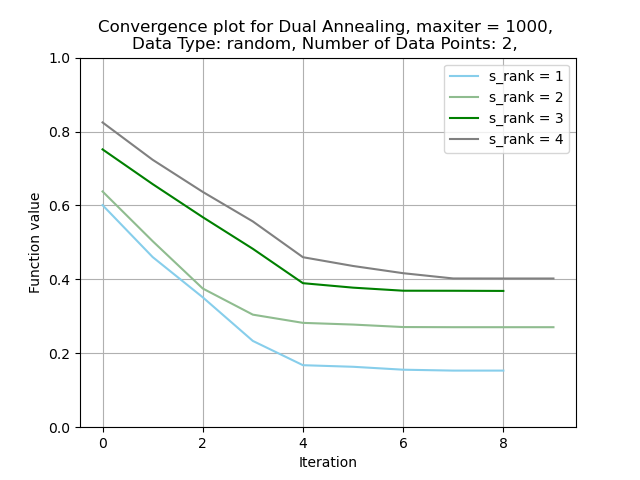 Convergence plot for Dual Annealing, maxiter = 1000,
Data Type: random, Number of Data Points: 2,
1.0
0.8
0.6
0.4
0.2
0.0
Function value
s_rank = 1
s_rank = 2
s_rank = 3
s_rank = 4
0 2 4 6 8
Iteration